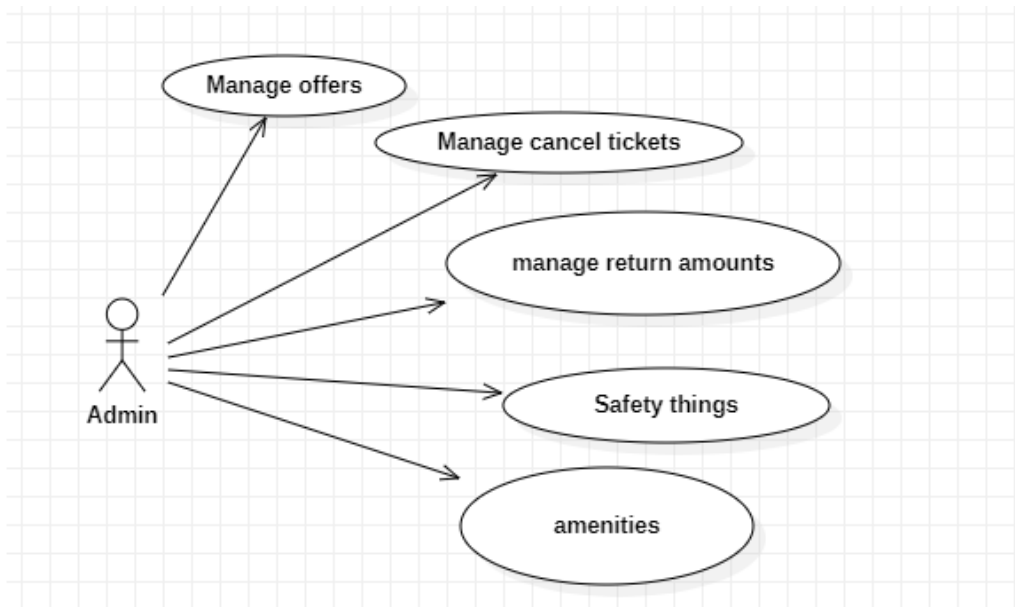 Manage offers
Manage cancel tickets
manage return amounts
Admin
Safety things
amenities